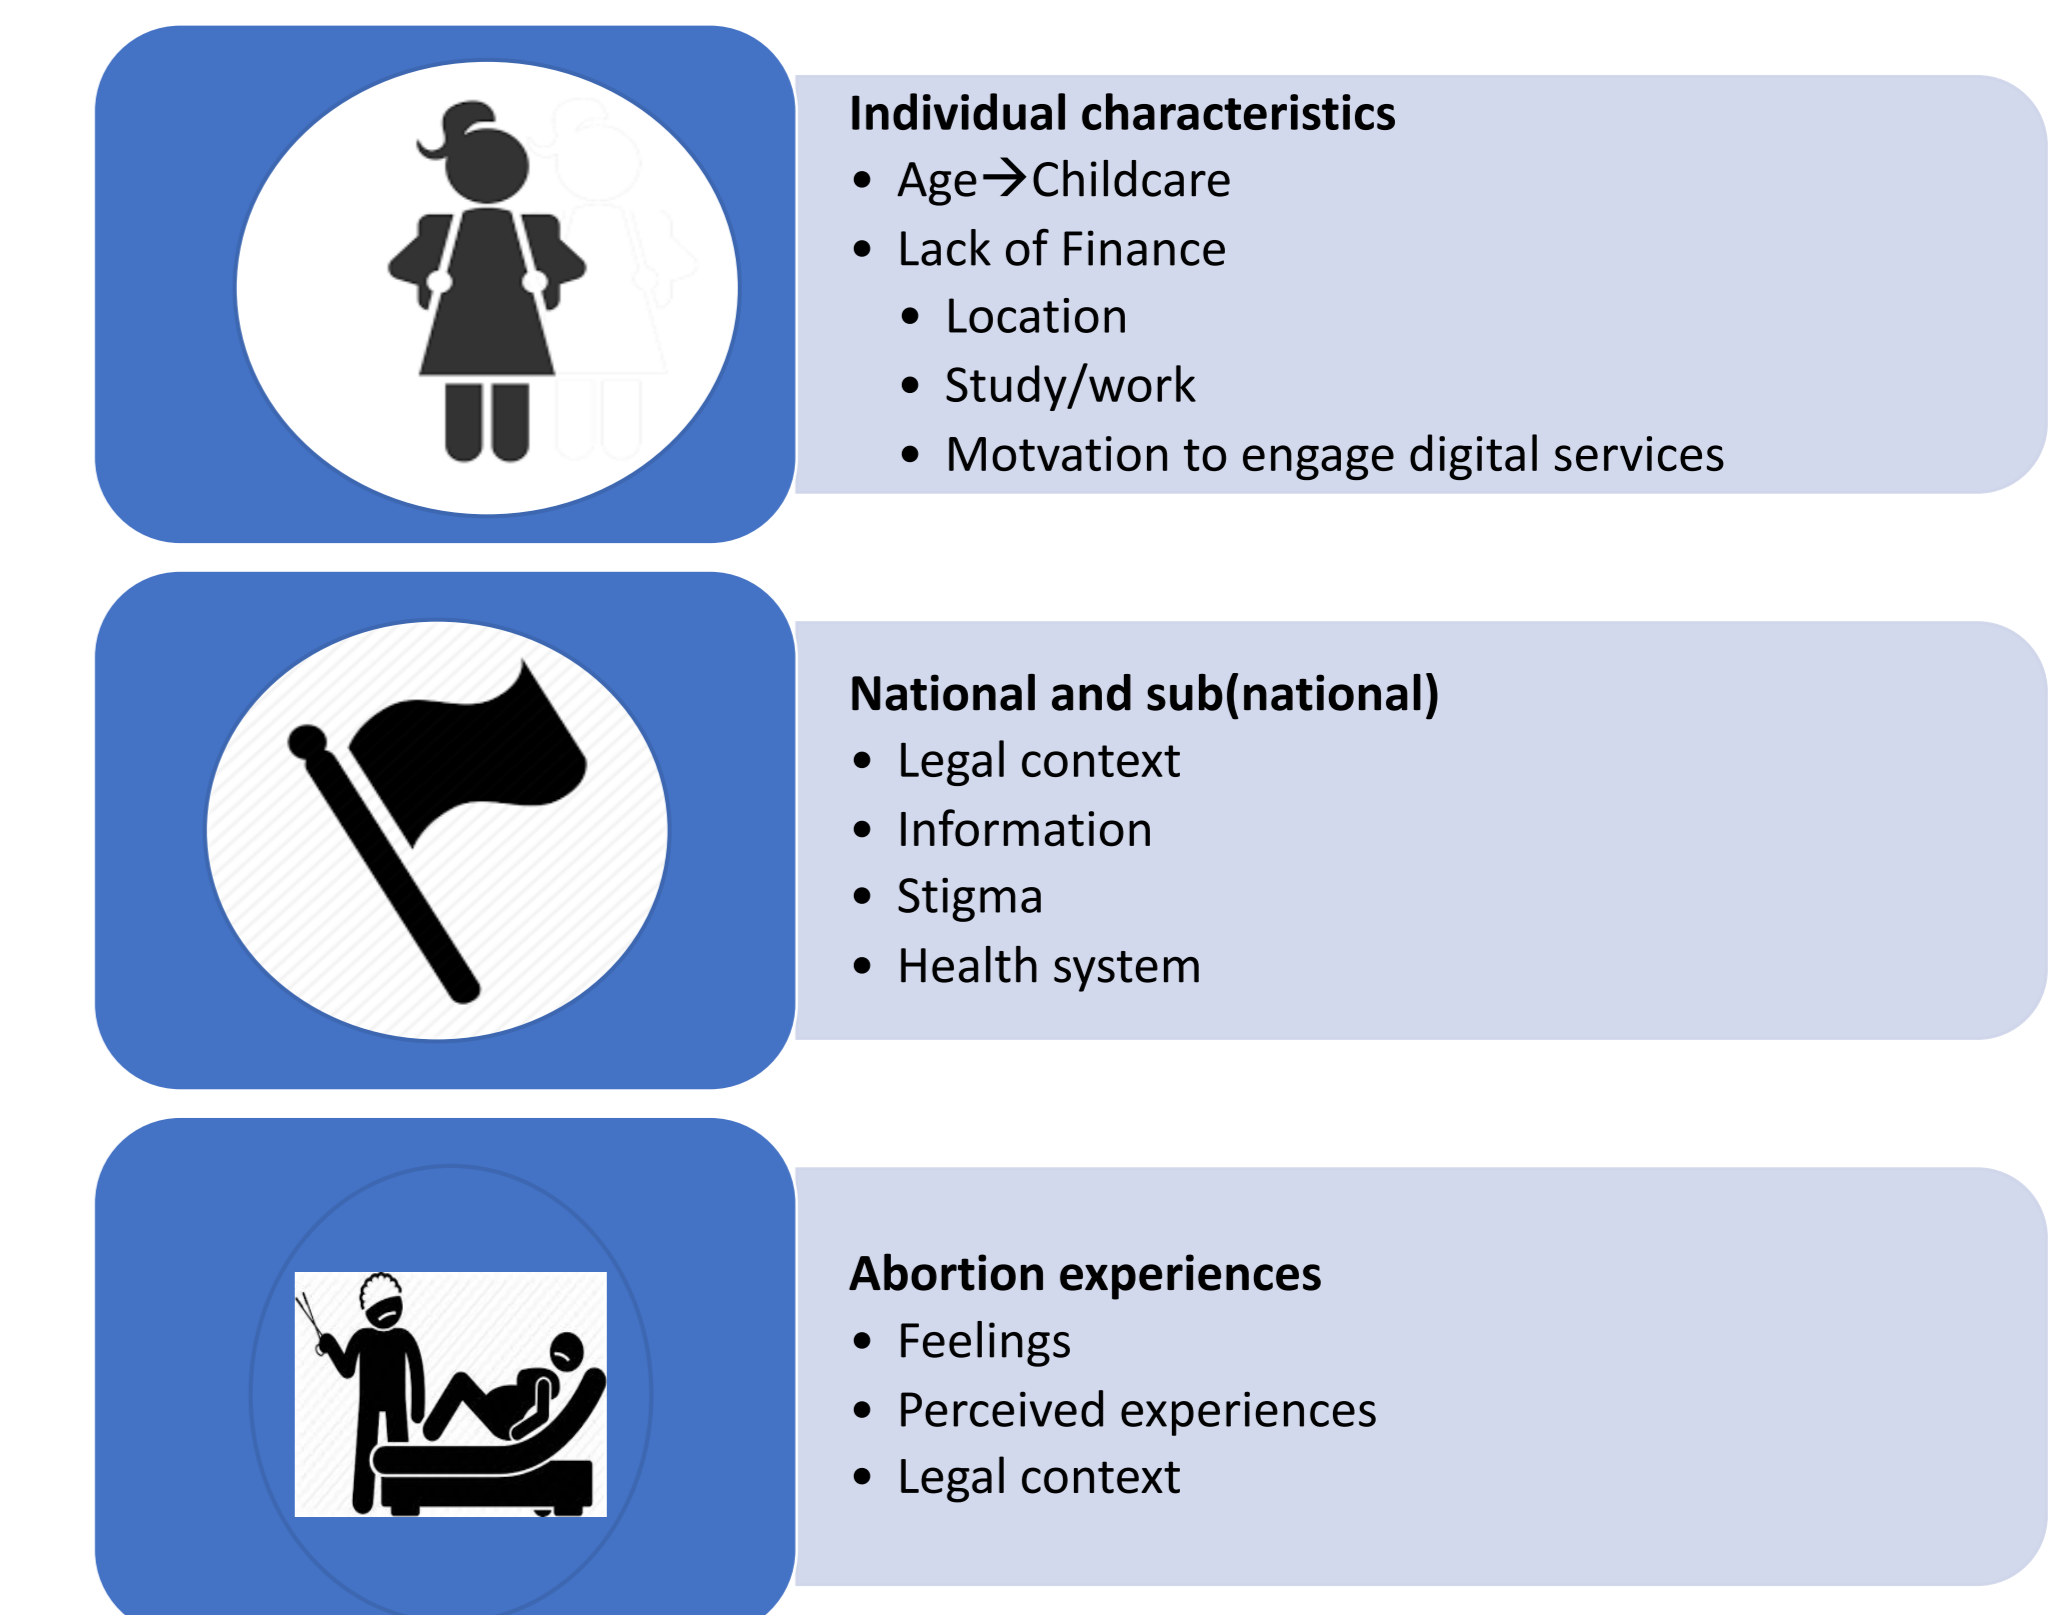 Individual characteristics
• Age→Childcare
• Lack of Finance
• Location
• Study/work
• Motvation to engage digital services
National and sub(national)
• Legal context
• Information
• Stigma
• Health system
Abortion experiences
• Feelings
• Perceived experiences
• Legal context